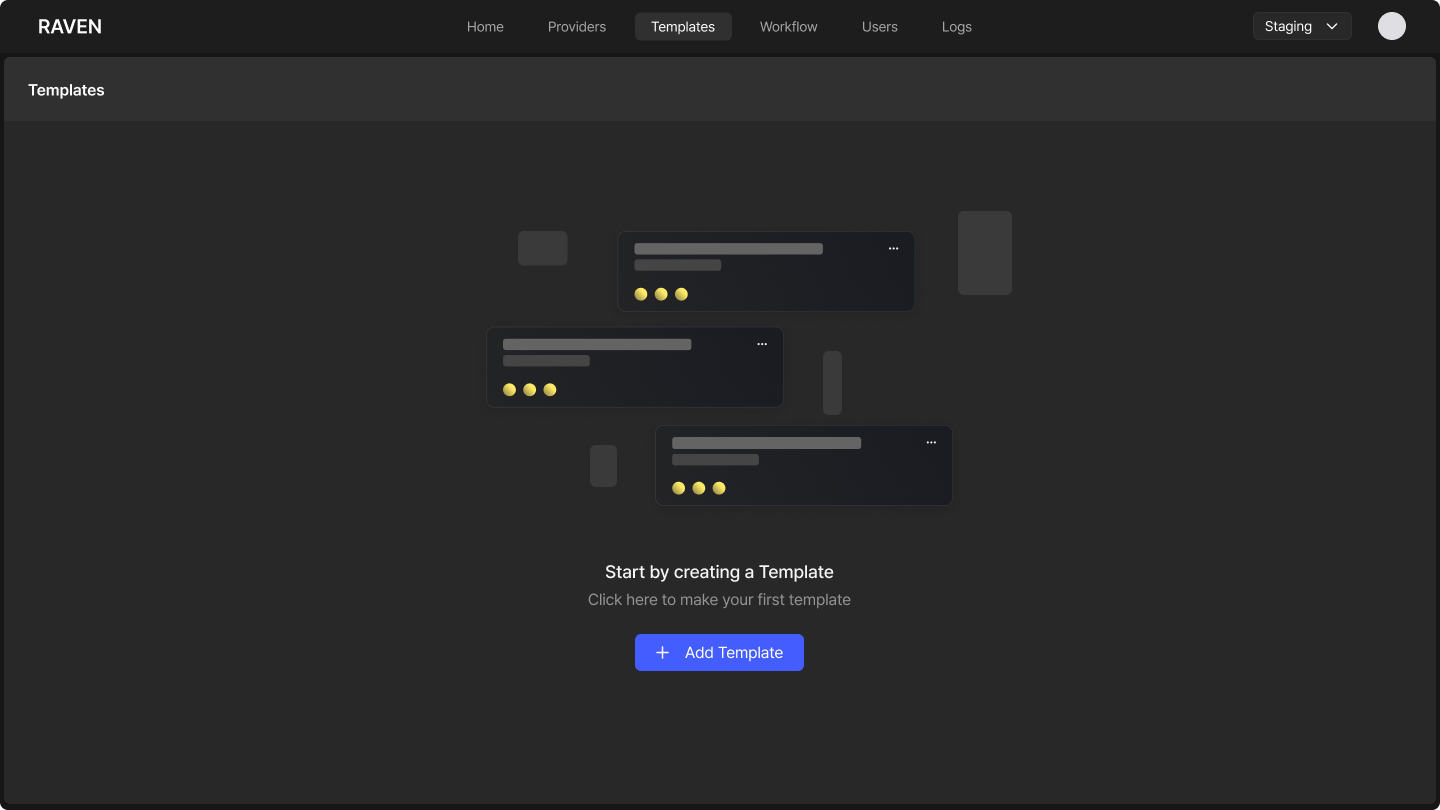 RAVEN Home Providers Templates Workflow Users Logs Staging
Templates
Start by creating a Template
Click here to make your first template
Add Template